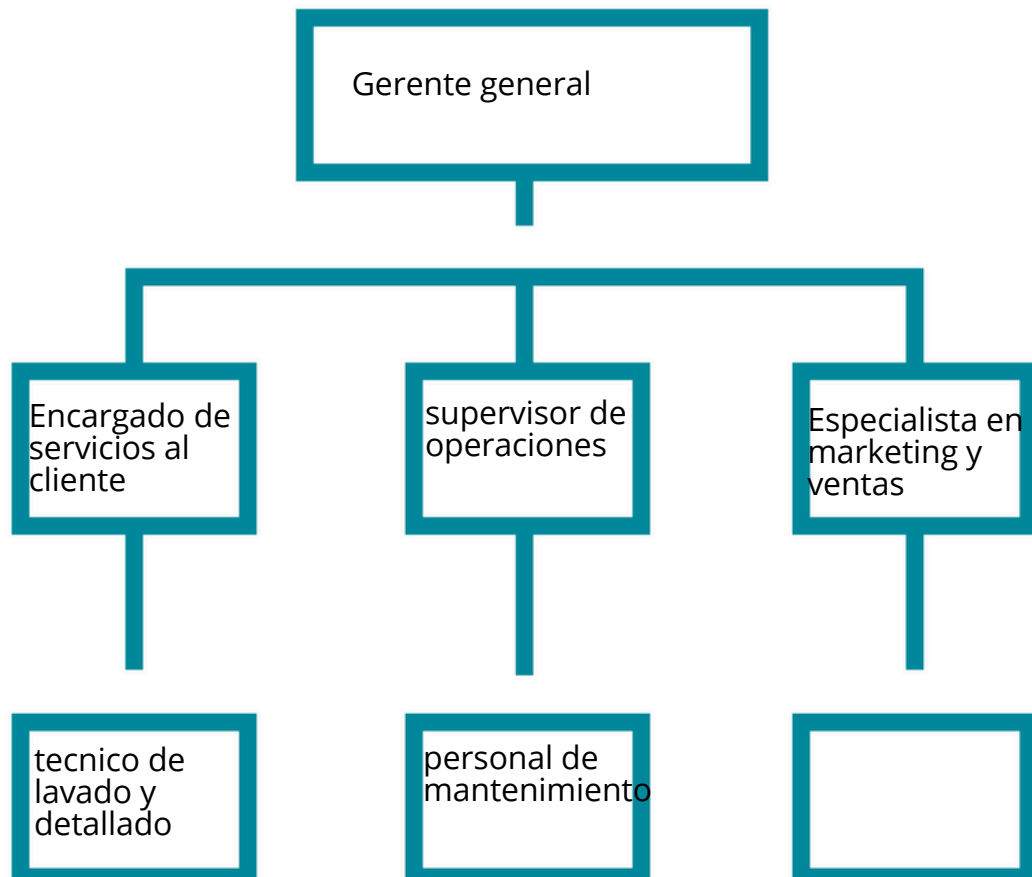 Gerente general
Encargado de
servicios al
cliente
supervisor de
operaciones
Especialista en
marketing y
ventas
tecnico de
lavado y
detallado
personal de
mantenimiento